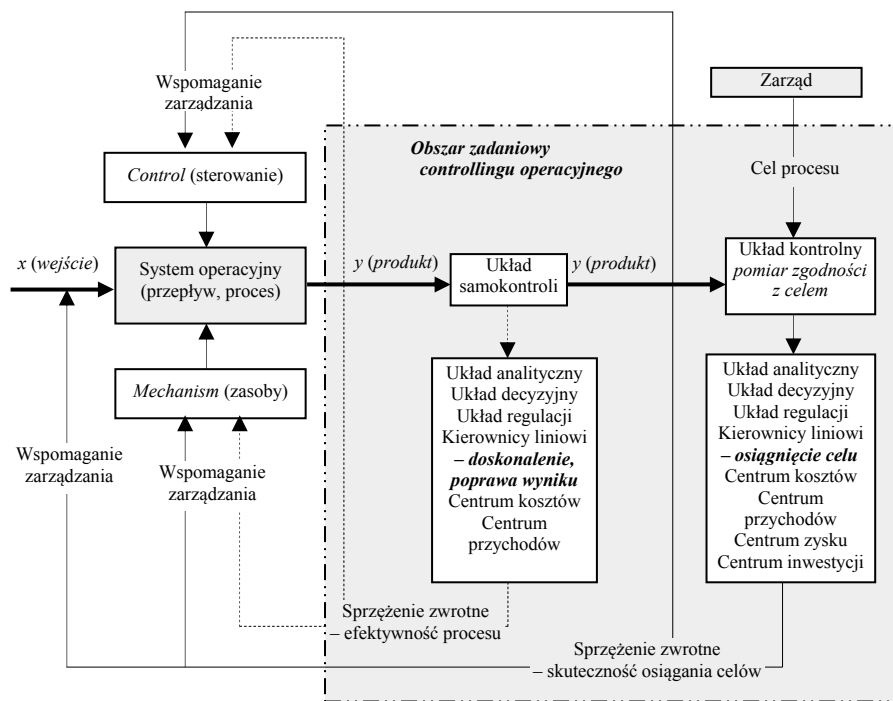 Wspomaganie
zarządzania
Zarząd
Obszar zadaniowy
controllingu operacyjnego
Cel procesu
Control (sterowanie)
x (wejście)
System operacyjny
(przepływ, proces)
y (produkt)
Układ
samokontroli
y (produkt)
Układ kontrolny
pomiar zgodności
z celem
Mechanism (zasoby)
Wspomaganie
zarządzania
Wspomaganie
zarządzania
Układ analityczny
Układ decyzyjny
Układ regulacji
Kierownicy liniowi
– doskonalenie,
poprawa wyniku
Centrum kosztów
Centrum
przychodów
Układ analityczny
Układ decyzyjny
Układ regulacji
Kierownicy liniowi
– osiągnięcie celu
Centrum kosztów
Centrum
przychodów
Centrum zysku
Centrum inwestycji
Sprzężenie zwrotne
– efektywność procesu
Sprzężenie zwrotne
– skuteczność osiągania celów